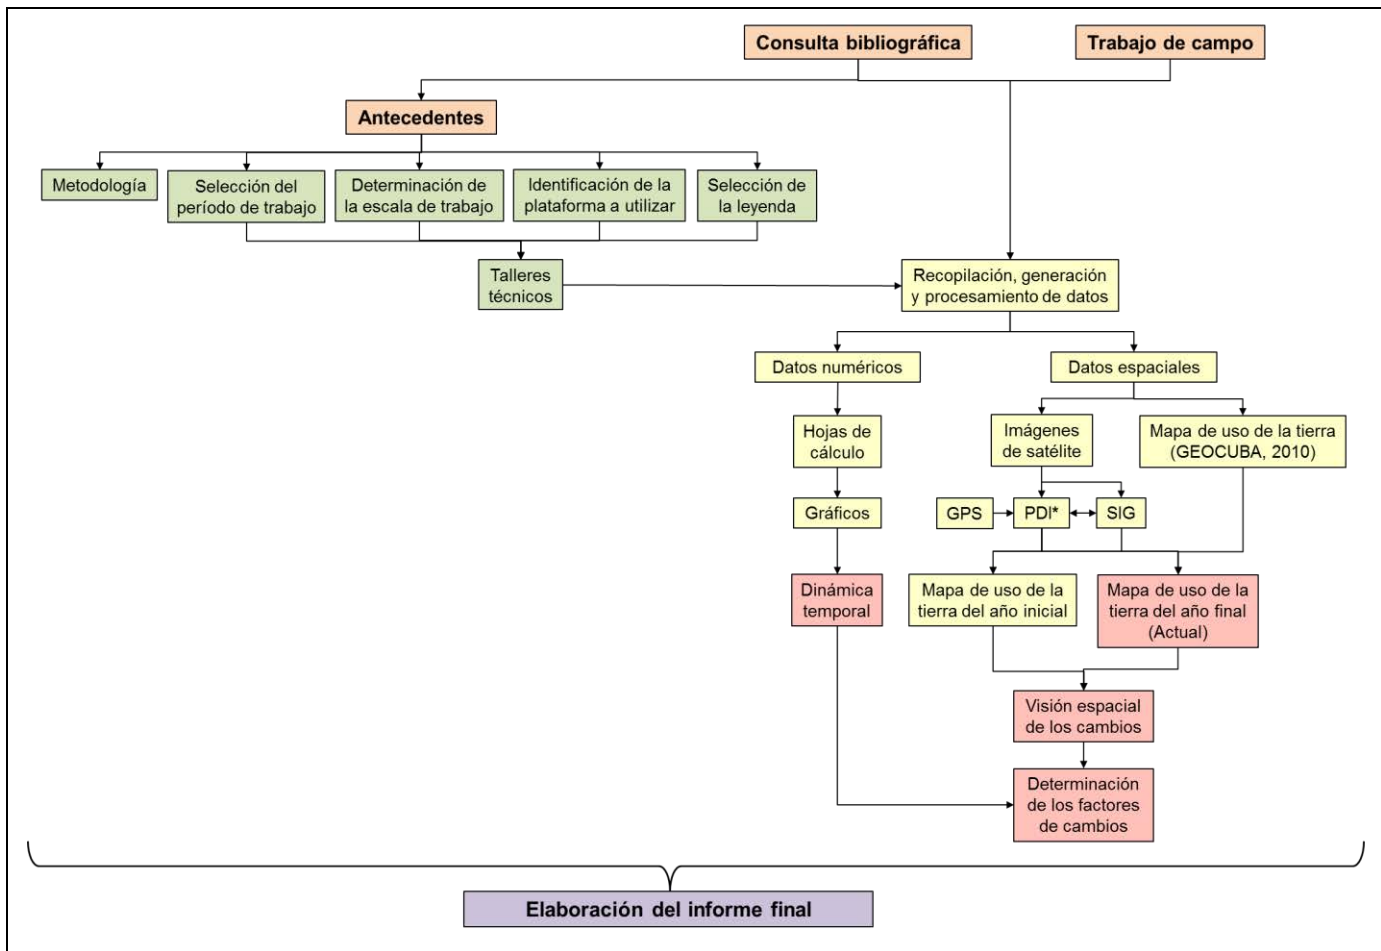 Consulta bibliográfica
Trabajo de campo
Antecedentes
Metodología
Selección del
período de trabajo
Determinación de
la escala de trabajo
Identificación de la
plataforma a utilizar
Selección de
la leyenda
Talleres
técnicos
Recopilación, generación
y procesamiento de datos
Datos numéricos
Datos espaciales
Hojas de
cálculo
Imágenes
de satélite
Mapa de uso de la tierra
(GEOCUBA, 2010)
Gráficos
GPS
PDI*
SIG
Dinámica
temporal
Mapa de uso de la
tierra del año inicial
Mapa de uso de la
tierra del año final
(Actual)
Visión espacial
de los cambios
Determinación
de los factores
de cambios
Elaboración del informe final